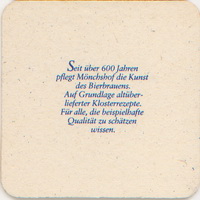 Seit über 600 Jahren
pflegt Mönchshof die Kunst
des Bierbrauens.
Auf Grundlage altüber-
lieferter Klosterrezepte.
Für alle, die beispielhafte
Qualität zu schätzen
wissen.